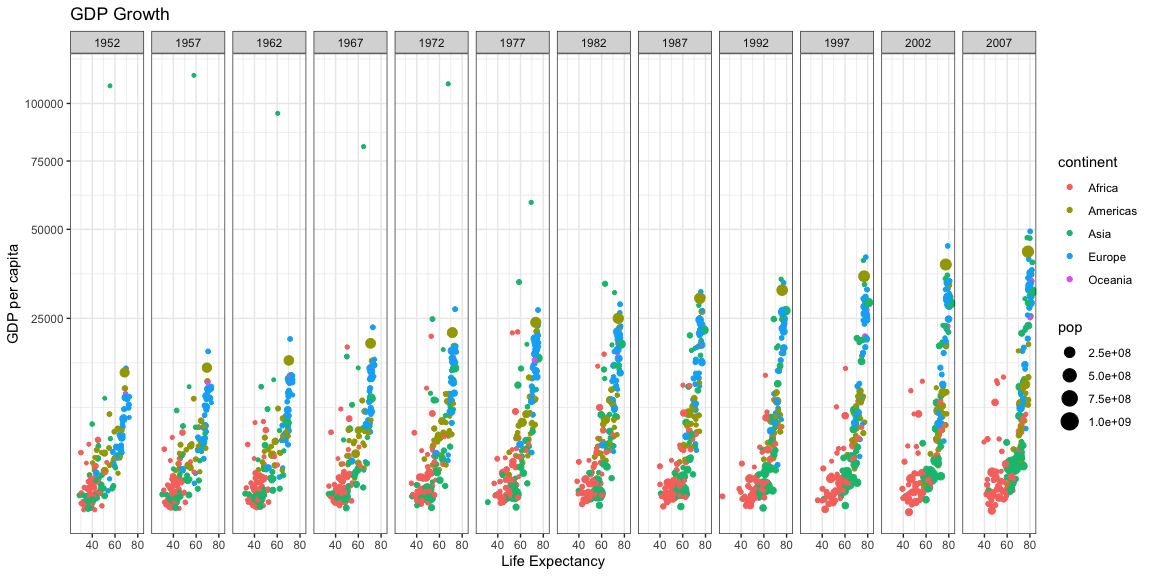 GDP Growth
1952 1957 1962 1967 1972 1977 1982 1987 1992 1997 2002 2007
100000
75000
50000
25000
GDP per capita
40 60 80 40 60 80 40 60 80 40 60 80 40 60 80 40 60 80 40 60 80 40 60 80 40 60 80 40 60 80 40 60 80 40 60 80
Life Expectancy
continent
Africa
Americas
Asia
Europe
Oceania
pop
2.5e+08
5.0e+08
7.5e+08
1.0e+09